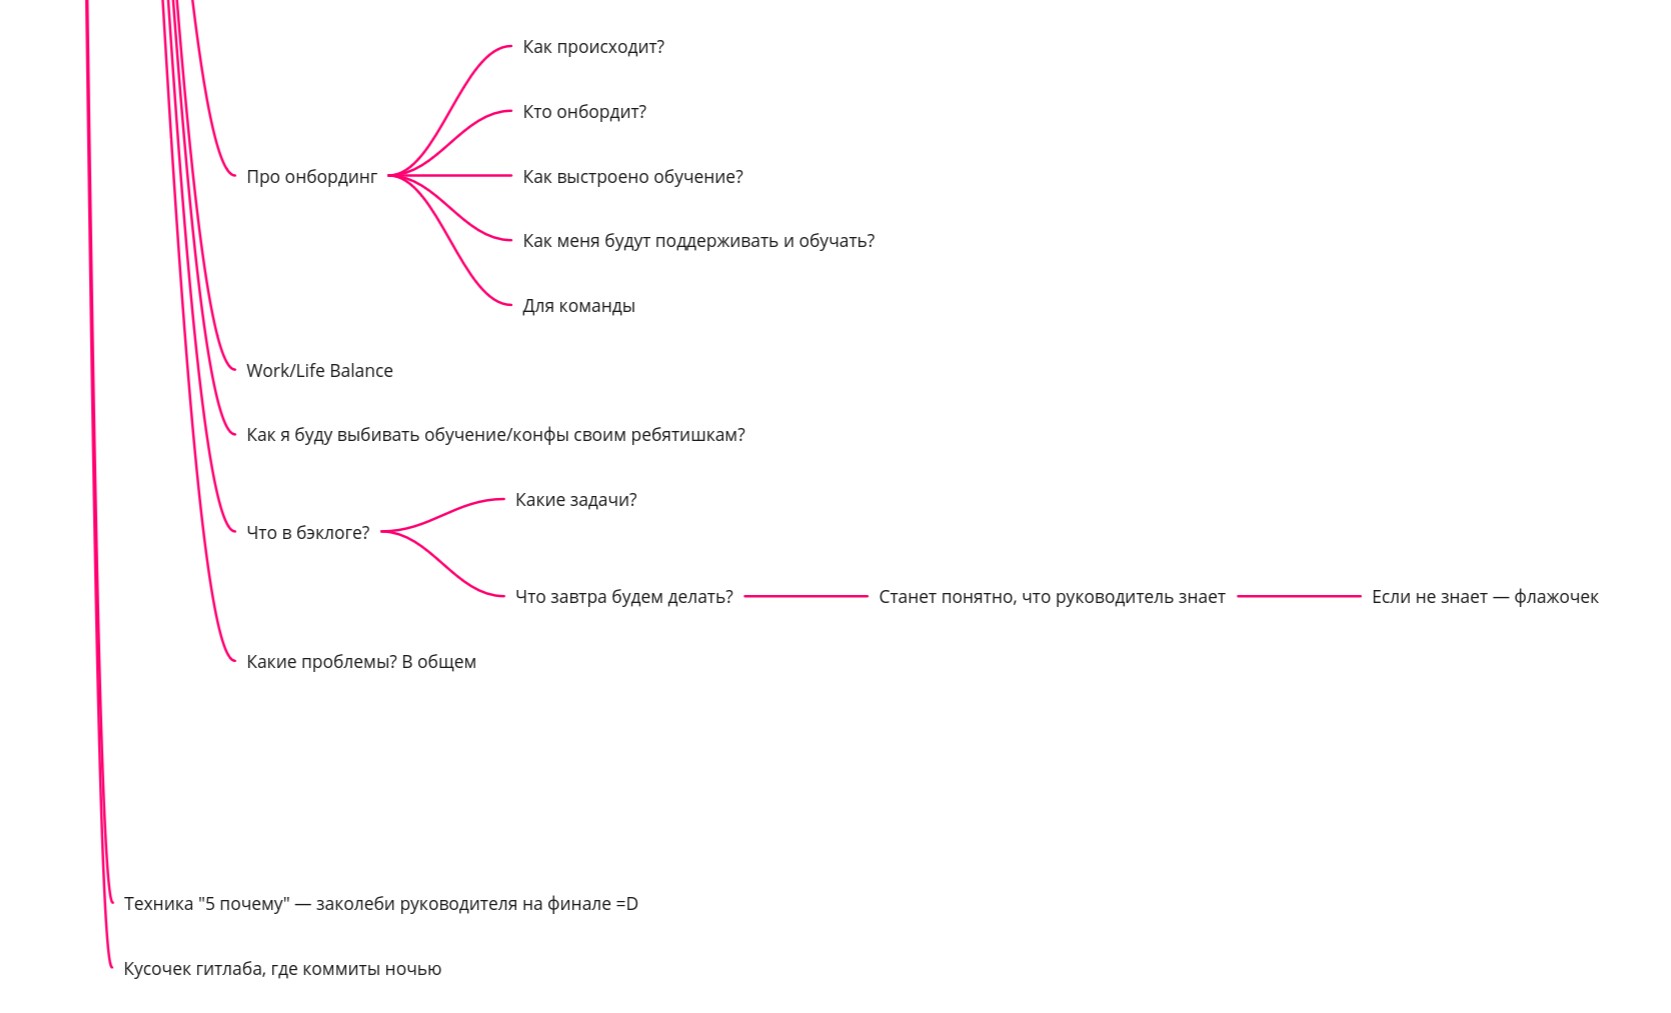 Как происходит?
Кто онбордит?
Про онбординг
Как выстроено обучение?
Как меня будут поддерживать и обучать?
Для команды
Work/Life Balance
Как я буду выбивать обучение/конфы своим ребятишкам?
Что в бэклоге?
Какие задачи?
Что завтра будем делать?
Станет понятно, что руководитель знает
Если не знает — флажочек
Какие проблемы? В общем
Техника "5 почему" — заколеби руководителя на финале =D
Кусочек гитлаба, где коммиты ночью